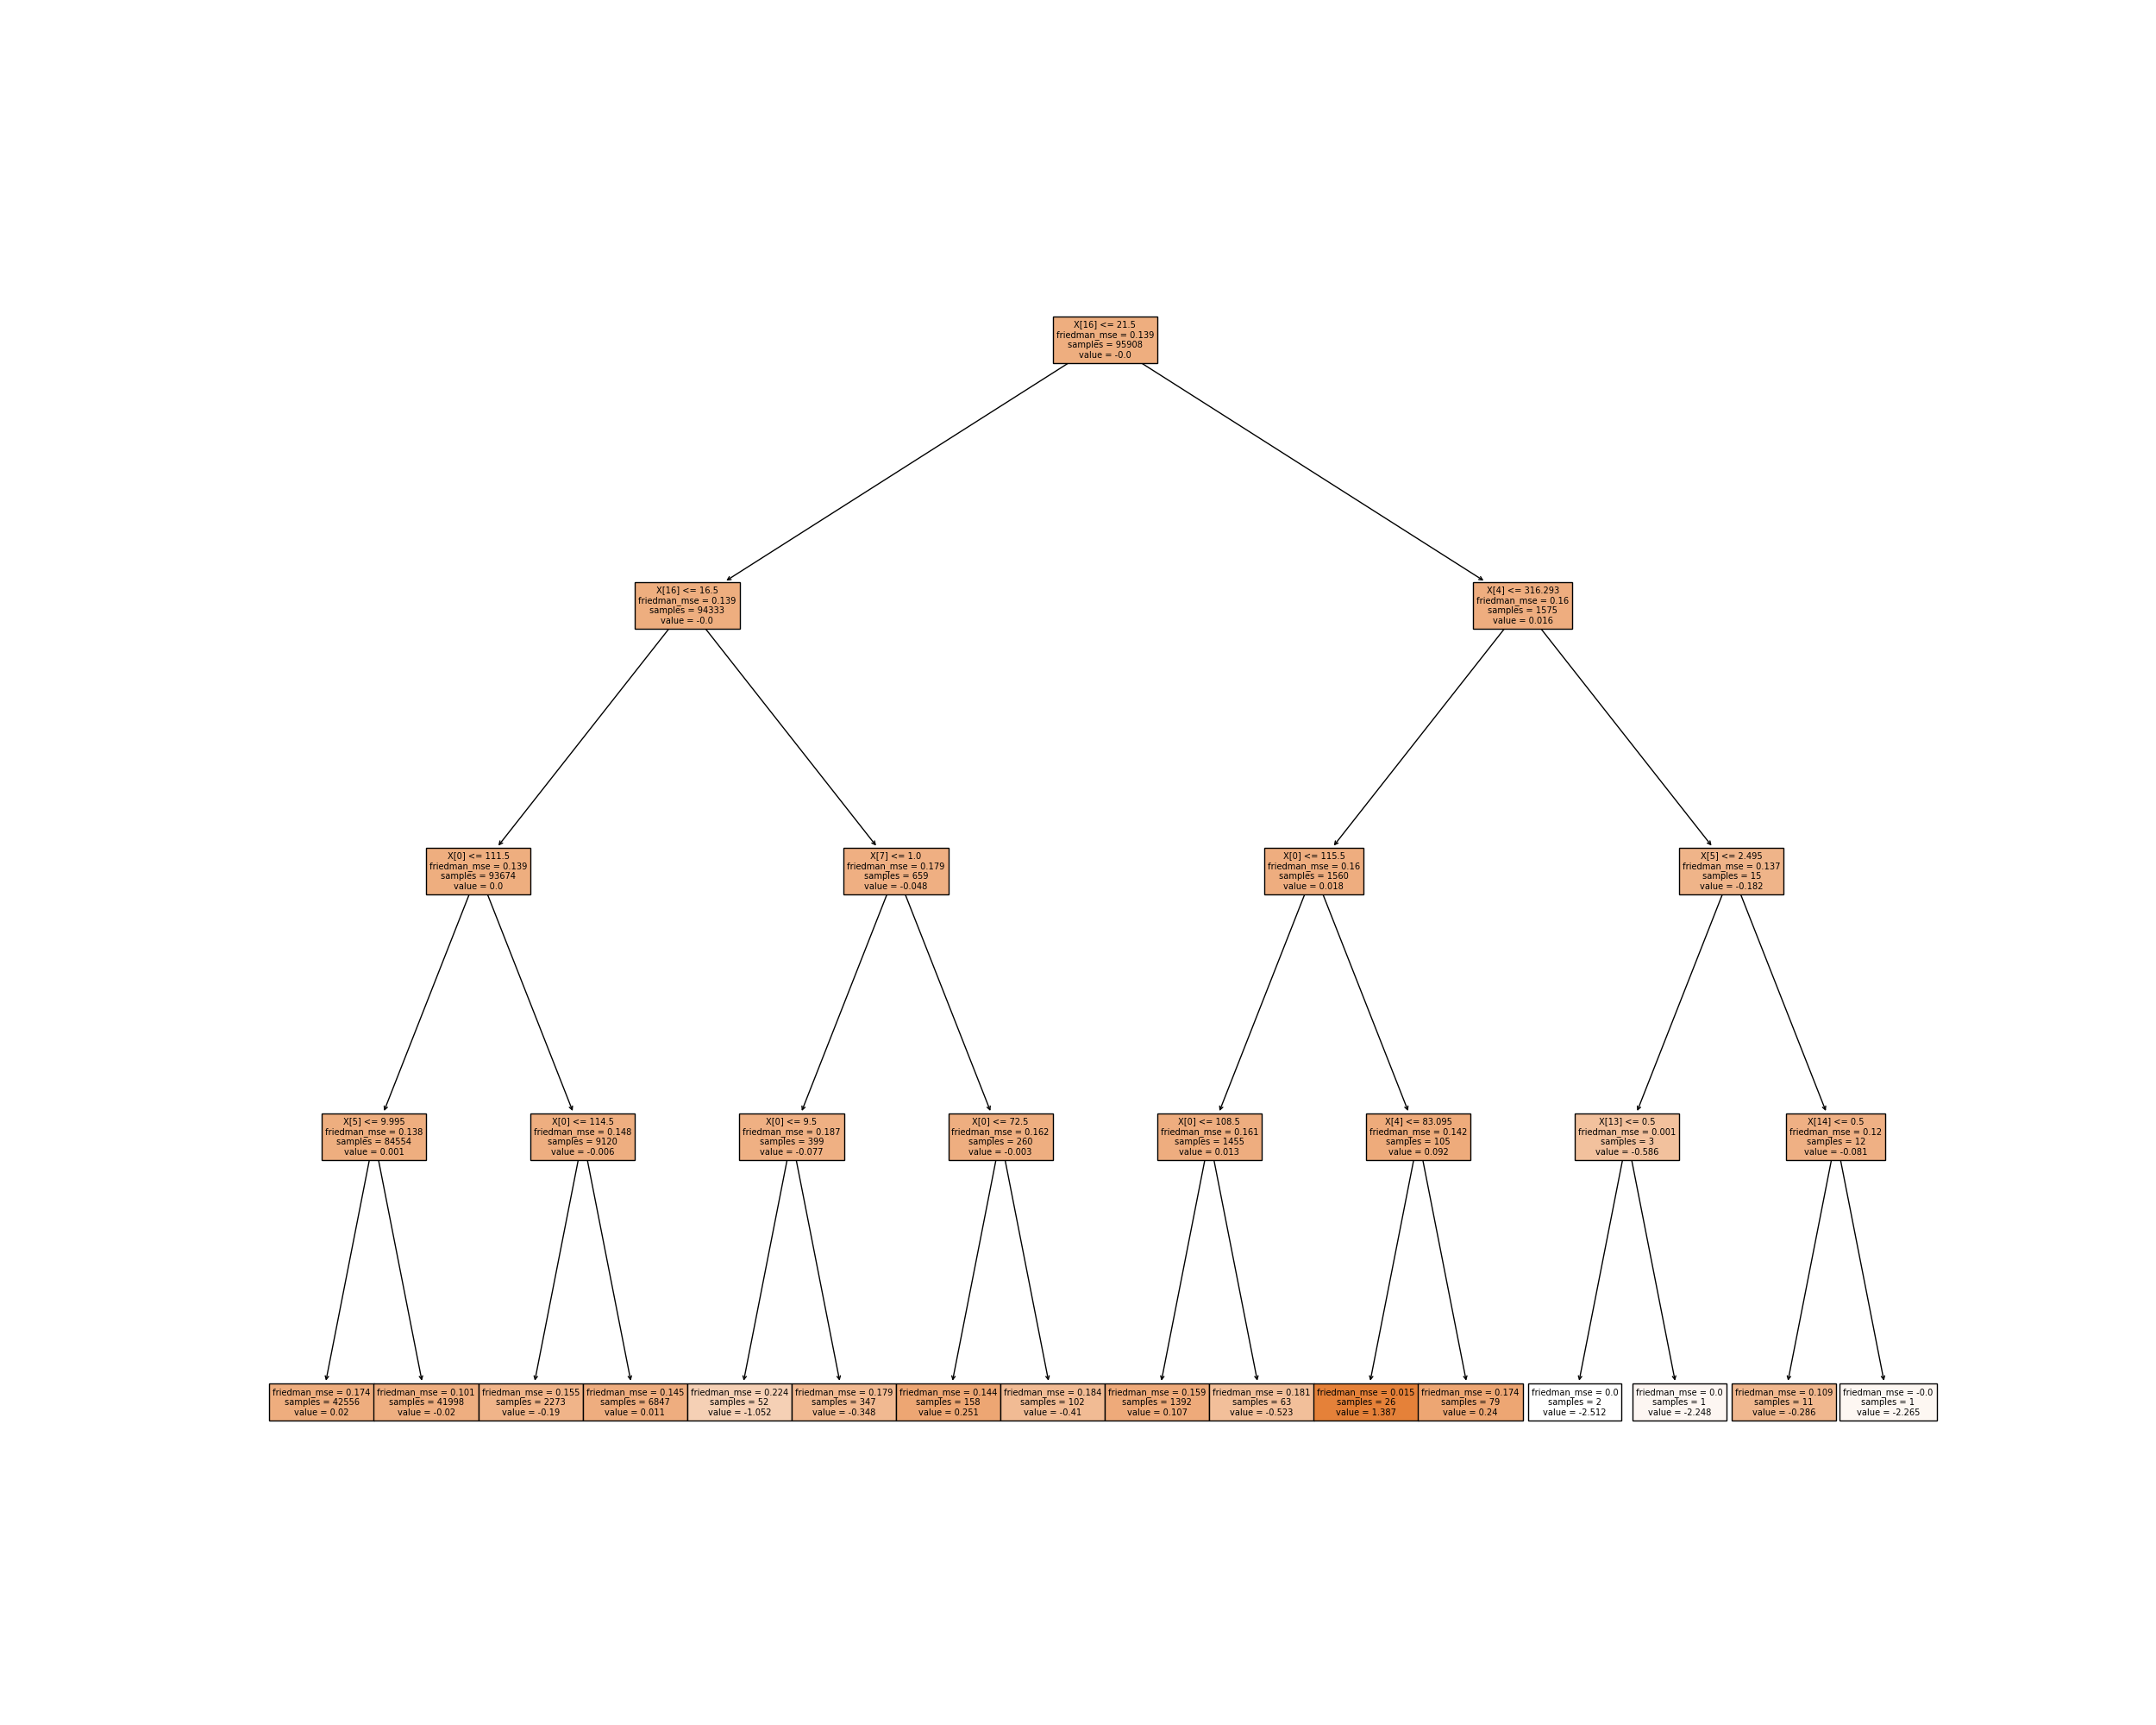 X[16] <= 21.5
friedman_mse = 0.139
samples = 95908
value = -0.0
X[16] <= 16.5
friedman_mse = 0.139
samples = 94333
value = -0.0
X[4] <= 316.293
friedman_mse = 0.16
samples = 1575
value = 0.016
X[0] <= 111.5
friedman_mse = 0.139
samples = 93674
value = 0.0
X[7] <= 1.0
friedman_mse = 0.179
samples = 659
value = -0.048
X[0] <= 115.5
friedman_mse = 0.16
samples = 1560
value = 0.018
X[5] <= 2.495
friedman_mse = 0.137
samples = 15
value = -0.182
X[5] <= 9.995
friedman_mse = 0.138
samples = 84554
value = 0.001
X[0] <= 114.5
friedman_mse = 0.148
samples = 9120
value = -0.006
X[0] <= 9.5
friedman_mse = 0.187
samples = 399
value = -0.077
X[0] <= 72.5
friedman_mse = 0.162
samples = 260
value = -0.003
X[0] <= 108.5
friedman_mse = 0.161
samples = 1455
value = 0.013
X[4] <= 83.095
friedman_mse = 0.142
samples = 105
value = 0.092
X[13] <= 0.5
friedman_mse = 0.001
samples = 3
value = -0.586
X[14] <= 0.5
friedman_mse = 0.12
samples = 12
value = -0.081
friedman_mse = 0.174
samples = 42556
value = 0.02
friedman_mse = 0.101
samples = 41998
value = -0.02
friedman_mse = 0.155
samples = 2273
value = -0.19
friedman_mse = 0.145
samples = 6847
value = 0.011
friedman_mse = 0.224
samples = 52
value = -1.052
friedman_mse = 0.179
samples = 347
value = -0.348
friedman_mse = 0.144
samples = 158
value = 0.251
friedman_mse = 0.184
samples = 102
value = -0.41
friedman_mse = 0.159
samples = 1392
value = 0.107
friedman_mse = 0.181
samples = 63
value = -0.523
friedman_mse = 0.015
samples = 26
value = 1.387
friedman_mse = 0.174
samples = 79
value = 0.24
friedman_mse = 0.0
samples = 2
value = -2.512
friedman_mse = 0.0
samples = 1
value = -2.248
friedman_mse = 0.109
samples = 11
value = -0.286
friedman_mse = -0.0
samples = 1
value = -2.265